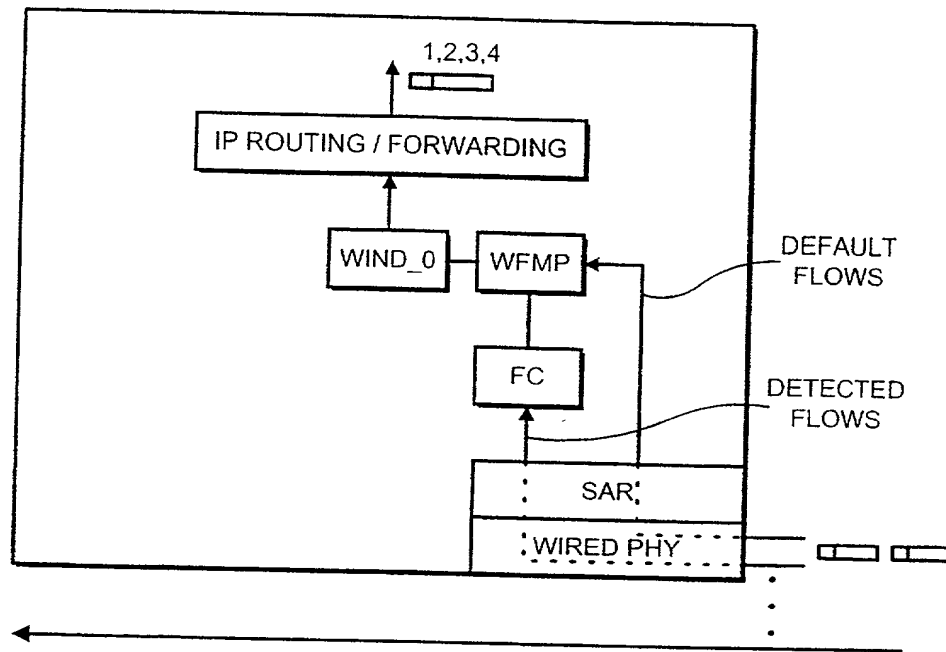 1,2,3,4
IP ROUTING / FORWARDING
WIND_0
WFMP
DEFAULT
FLOWS
FC
DETECTED
FLOWS
SAR
WIRED PHY